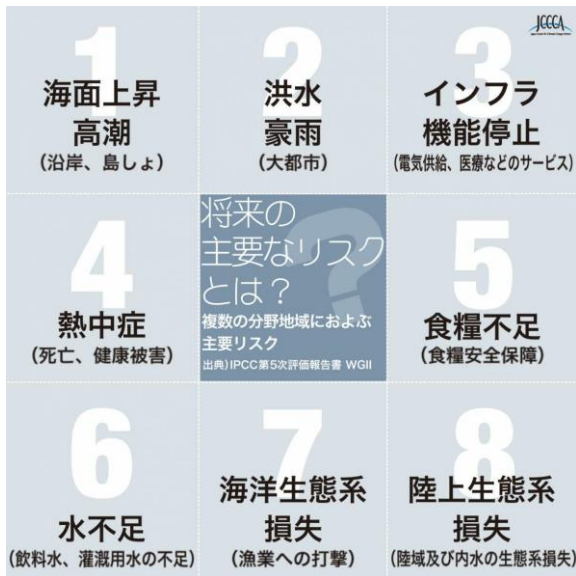 JCCCA
1
海面上昇
高潮
(沿岸、島しょ)
2
洪水
豪雨
(大都市)
3
インフラ
機能停止
(電気供給、医療などのサービス)
4
熱中症
(死亡、健康被害)
将来の
主要なリスク
とは?
?
複数の分野地域におよぶ
主要リスク
出典)IPCC第5次評価報告書 WGII
5
食糧不足
(食糧安全保障)
6
水不足
(飲料水、灌漑用水の不足)
7
海洋生態系
損失
(漁業への打撃)
8
陸上生態系
損失
(陸域及び内水の生態系損失)